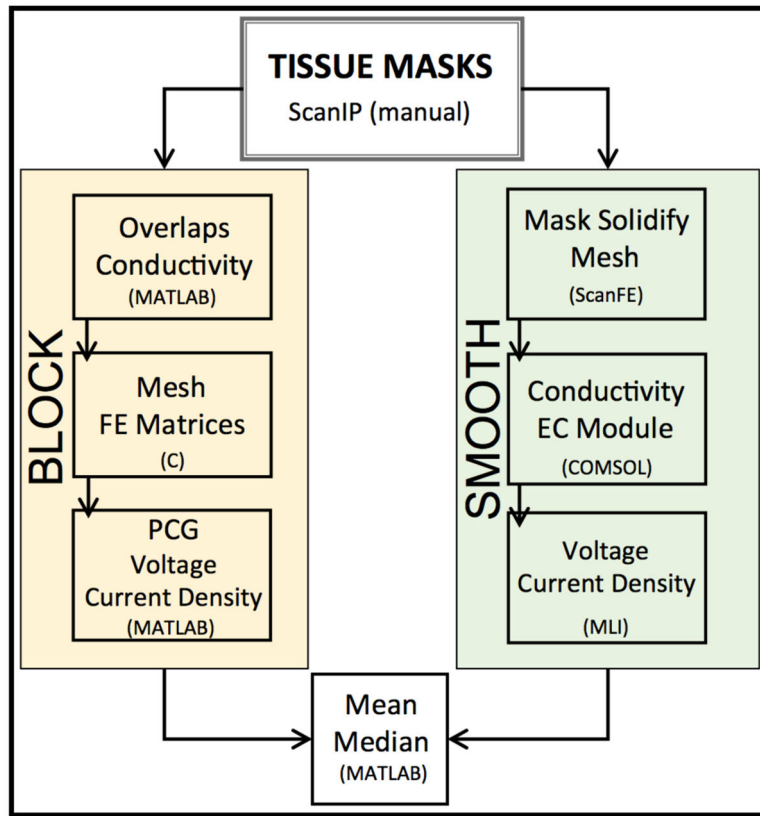 TISSUE MASKS
ScanIP (manual)
BLOCK
Overlaps
Conductivity
(MATLAB)
Mesh
FE Matrices
(C)
PCG
Voltage
Current Density
(MATLAB)
SMOOTH
Mask Solidify
Mesh
(ScanFE)
Conductivity
EC Module
(COMSOL)
Voltage
Current Density
(MLI)
Mean
Median
(MATLAB)